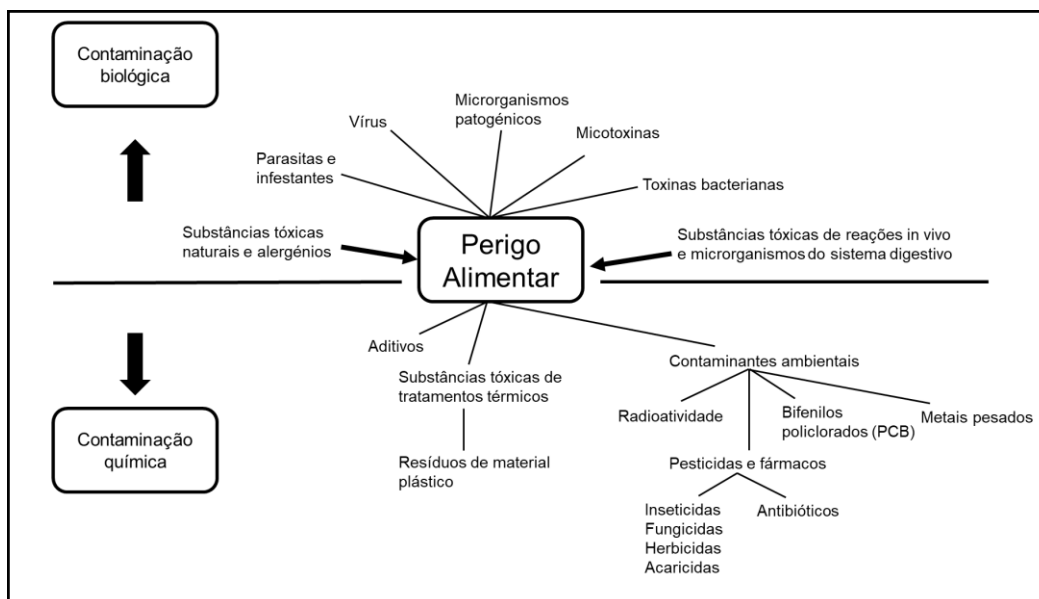 Contaminação
biológica
Microrganismos
patogénicos
Vírus
Micotoxinas
Parasitas e
infestantes
Toxinas bacterianas
Substâncias tóxicas
naturais e alergénios
Perigo
Alimentar
Substâncias tóxicas de reações in vivo
e microrganismos do sistema digestivo
Aditivos
Substâncias tóxicas de
tratamentos térmicos
Resíduos de material
plástico
Contaminantes ambientais
Radioatividade
Bifenilos
policlorados (PCB)
Metais pesados
Pesticidas e fármacos
Inseticidas
Fungicidas
Herbicidas
Acaricidas
Antibióticos
Contaminação
química